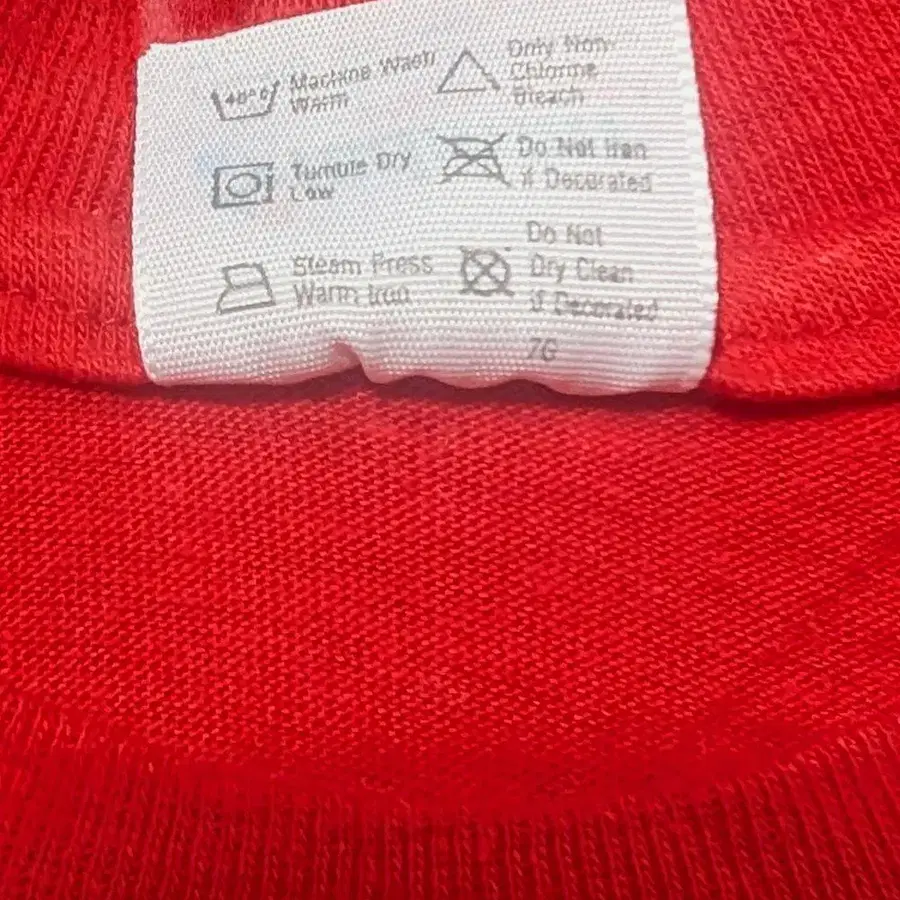 40°C Machine Wash
Warm
Only Non-
Chlorine
Bleach
Tumble Dry
Low
Do Not Iron
if Decorated
Steam Press
Warm Iron
Do Not
Dry Clean
if Decorated